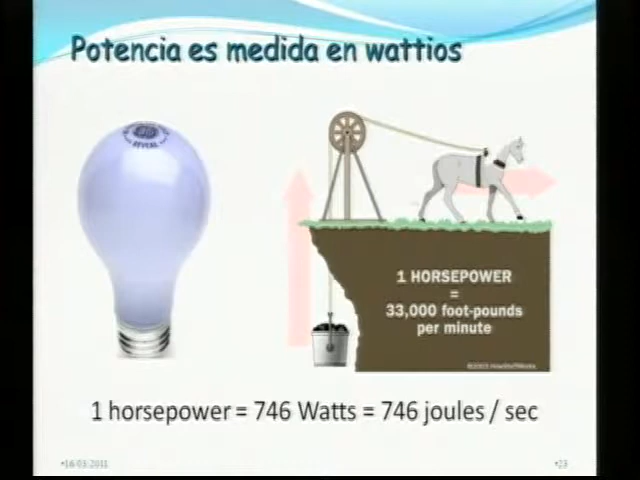 Potencia es medida en wattios
REVEAL
1 HORSEPOWER
=
33,000 foot-pounds
per minute
1 horsepower = 746 Watts = 746 joules / sec
•16/03/2011
•23